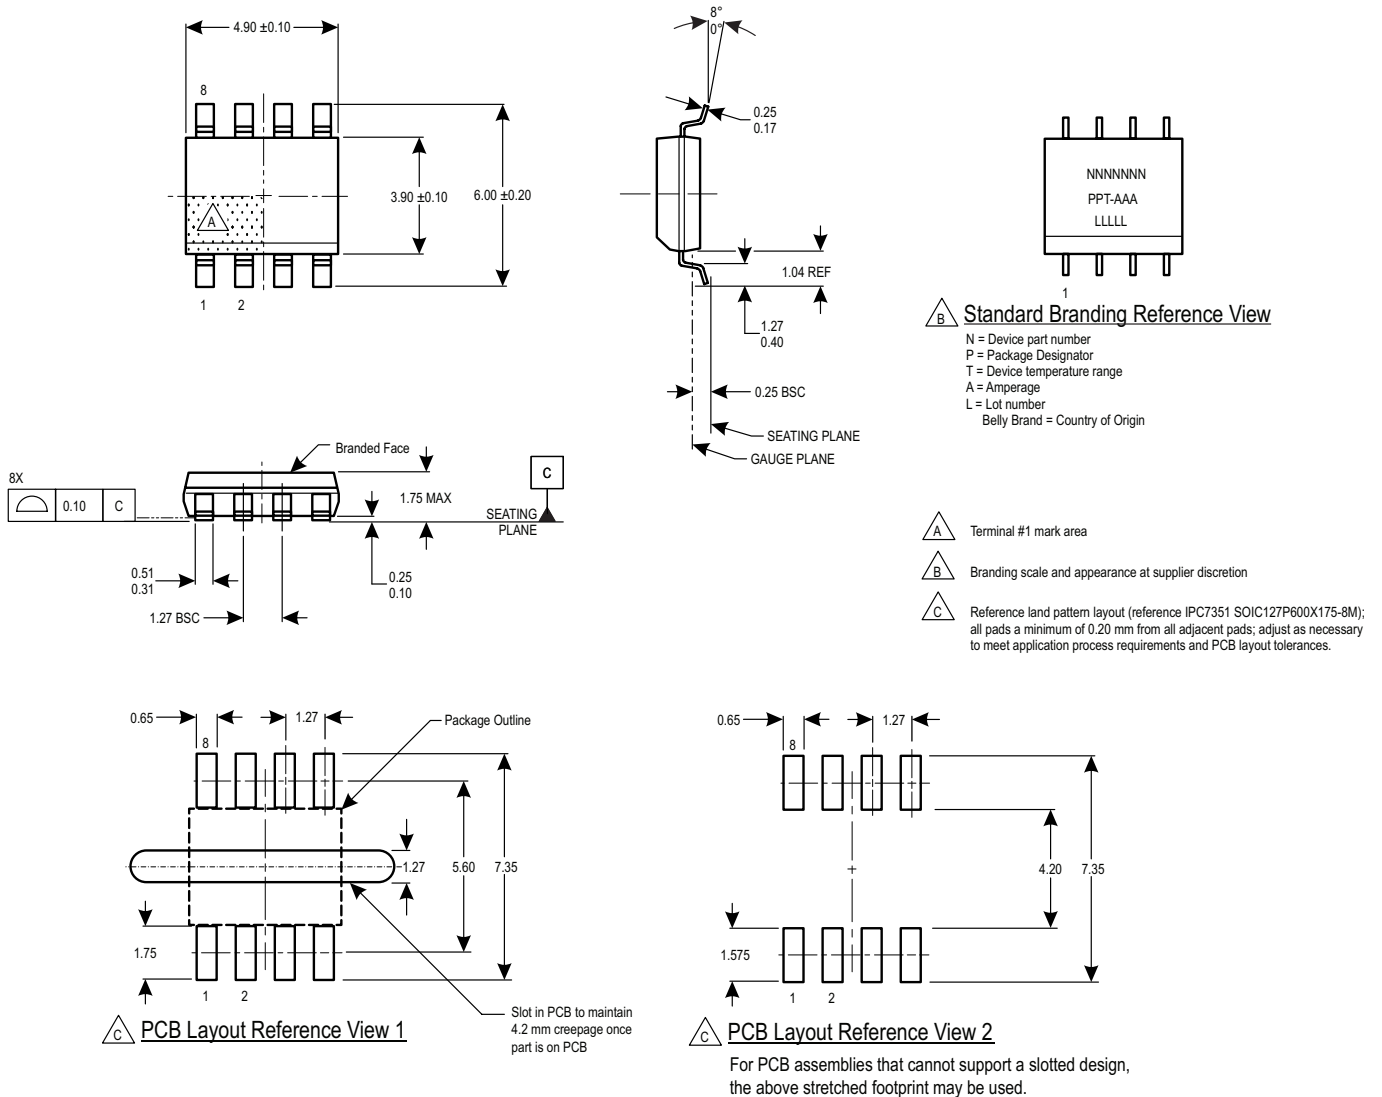 4.90 ±0.10
8
3.90 ±0.10
6.00 ±0.20
A
1
2
8°
0°
0.25
0.17
1.04 REF
1.27
0.40
0.25 BSC
SEATING PLANE
GAUGE PLANE
NNNNNNN
PPT-AAA
LLLLL
1
B
Standard Branding Reference View
N = Device part number
P = Package Designator
T = Device temperature range
A = Amperage
L = Lot number
Belly Brand = Country of Origin
Branded Face
8X
0.10
C
1.75 MAX
C
SEATING
PLANE
0.51
0.31
0.25
0.10
1.27 BSC
A
Terminal #1 mark area
B
Branding scale and appearance at supplier discretion
C
Reference land pattern layout (reference IPC7351 SOIC127P600X175-8M);
all pads a minimum of 0.20 mm from all adjacent pads; adjust as necessary
to meet application process requirements and PCB layout tolerances.
0.65
1.27
Package Outline
8
1.27
5.60
7.35
1.75
1
2
Slot in PCB to maintain
4.2 mm creepage once
part is on PCB
C
PCB Layout Reference View 1
0.65
1.27
8
4.20
7.35
1.575
1
2
C
PCB Layout Reference View 2
For PCB assemblies that cannot support a slotted design,
the above stretched footprint may be used.